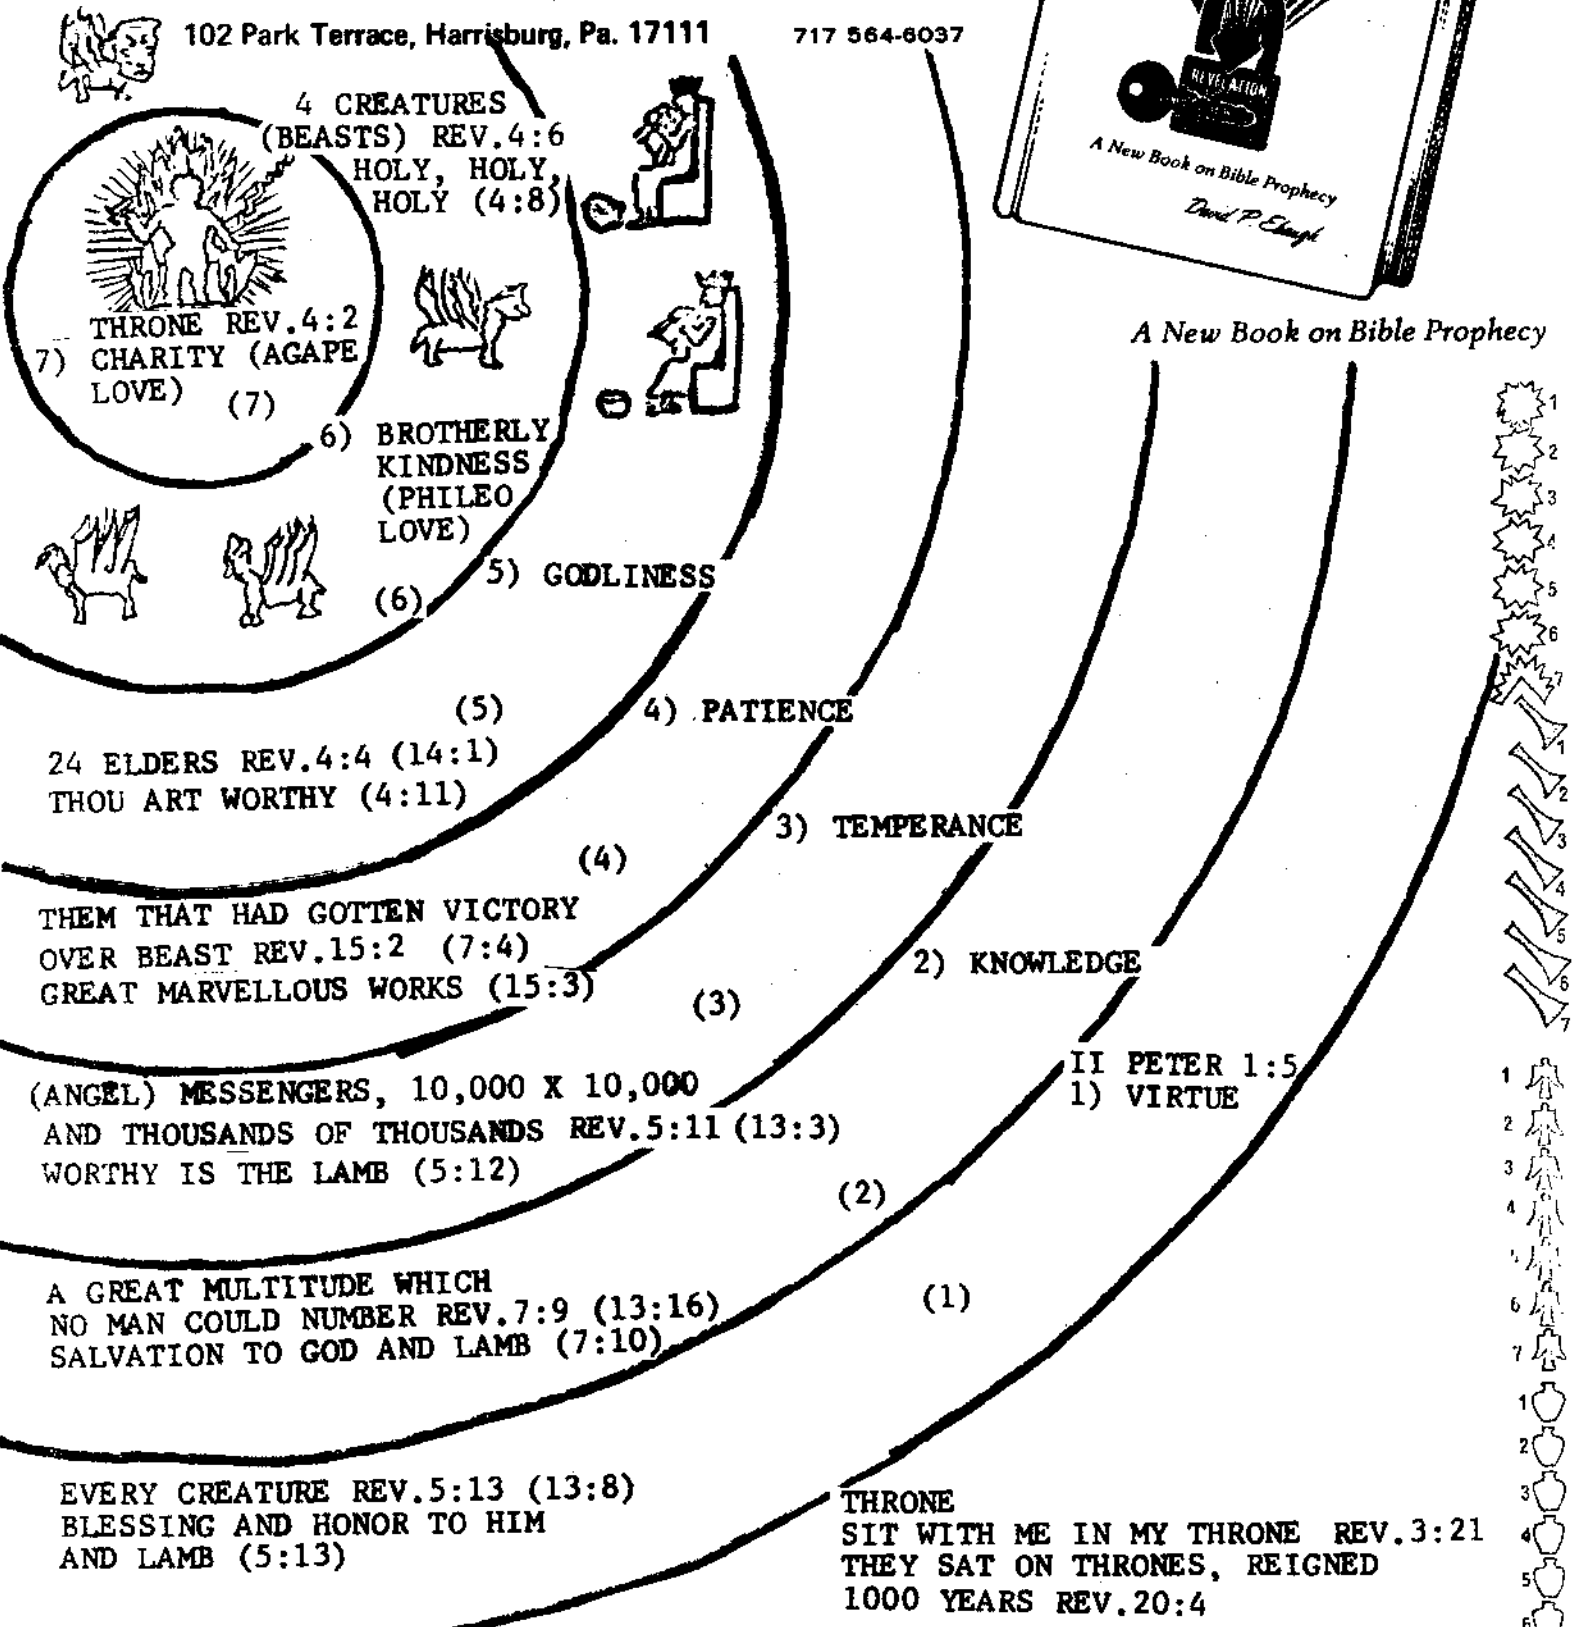 102 Park Terrace, Harrisburg, Pa. 17111 717 564-6037
REVELATION
A New Book on Bible Prophecy
David P. Ebaugh
A New Book on Bible Prophecy
4 CREATURES
(BEASTS) REV.4:6
HOLY, HOLY,
HOLY (4:8)
THRONE REV.4:2
7) CHARITY (AGAPE
LOVE) (7)
6) BROTHERLY
KINDNESS
(PHILEO
LOVE)
(6)
5) GODLINESS
(5)
24 ELDERS REV.4:4 (14:1)
THOU ART WORTHY (4:11)
4) PATIENCE
(4)
THEM THAT HAD GOTTEN VICTORY
OVER BEAST REV.15:2 (7:4)
GREAT MARVELLOUS WORKS (15:3)
3) TEMPERANCE
(3)
(ANGEL) MESSENGERS, 10,000 X 10,000
AND THOUSANDS OF THOUSANDS REV.5:11 (13:3)
WORTHY IS THE LAMB (5:12)
2) KNOWLEDGE
(2)
A GREAT MULTITUDE WHICH
NO MAN COULD NUMBER REV.7:9 (13:16)
SALVATION TO GOD AND LAMB (7:10)
II PETER 1:5
1) VIRTUE
(1)
EVERY CREATURE REV.5:13 (13:8)
BLESSING AND HONOR TO HIM
AND LAMB (5:13)
THRONE
SIT WITH ME IN MY THRONE REV.3:21
THEY SAT ON THRONES, REIGNED
1000 YEARS REV.20:4
1
2
3
4
5
6
7
1
2
3
4
5
6
7
1
2
3
4
5
6
7
1
2
3
4
5
6